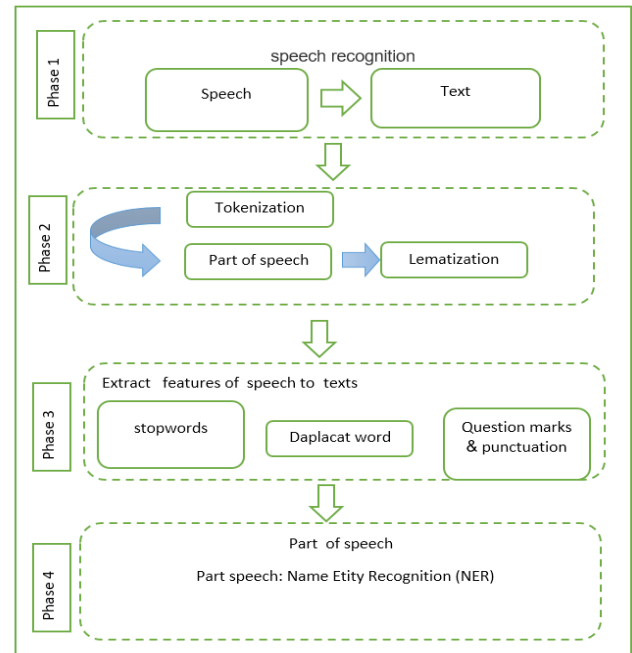 Phase 1
speech recognition
Speech
Text
Phase 2
Tokenization
Part of speech
Lematization
Phase 3
Extract features of speech to texts
stopwords
Daplacat word
Question marks
& punctuation
Phase 4
Part of speech
Part speech: Name Etity Recognition (NER)